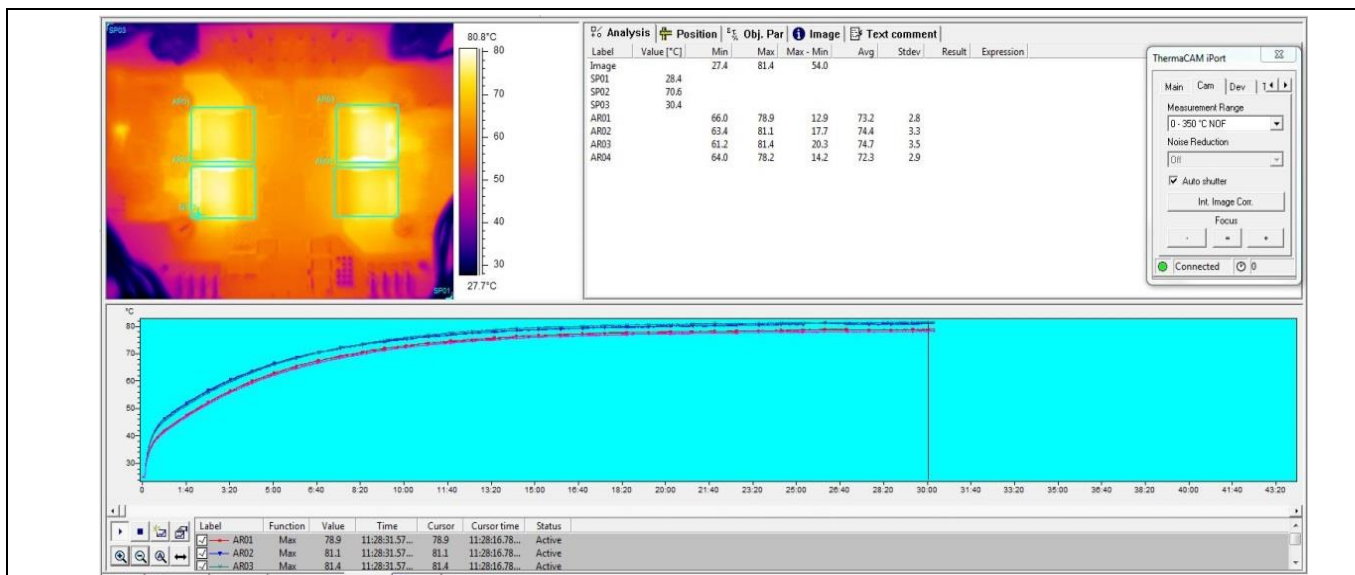 SP03
80.8°C
80
70
60
50
40
30
27.7°C
AR01
AR03
AR02
AR04
SP01
Analysis Position Obj. Par Image Text comment
Label Value [°C] Min Max Max - Min Avg Stdev Result Expression
Image 27.4 81.4 54.0
SP01 28.4
SP02 70.6
SP03 30.4
AR01 66.0 78.9 12.9 73.2 2.8
AR02 63.4 81.1 17.7 74.4 3.3
AR03 61.2 81.4 20.3 74.7 3.5
AR04 64.0 78.2 14.2 72.3 2.9
ThermaCAM iPort
Main Cam Dev
Measurement Range
0 - 350 °C NOF
Noise Reduction
Off
Auto shutter
Int. Image Corr.
Focus
- = +
Connected 0
°C
80
70
60
50
40
30
0 1:40 3:20 5:00 6:40 8:20 10:00 11:40 13:20 15:00 16:40 18:20 20:00 21:40 23:20 25:00 26:40 28:20 30:00 31:40 33:20 35:00 36:40 38:20 40:00 41:40 43:20
Label Function Value Time Cursor Cursor time Status
AR01 Max 78.9 11:28:31.57... 78.9 11:28:16.78... Active
AR02 Max 81.1 11:28:31.57... 81.1 11:28:16.78... Active
AR03 Max 81.4 11:28:31.57... 81.4 11:28:16.78... Active